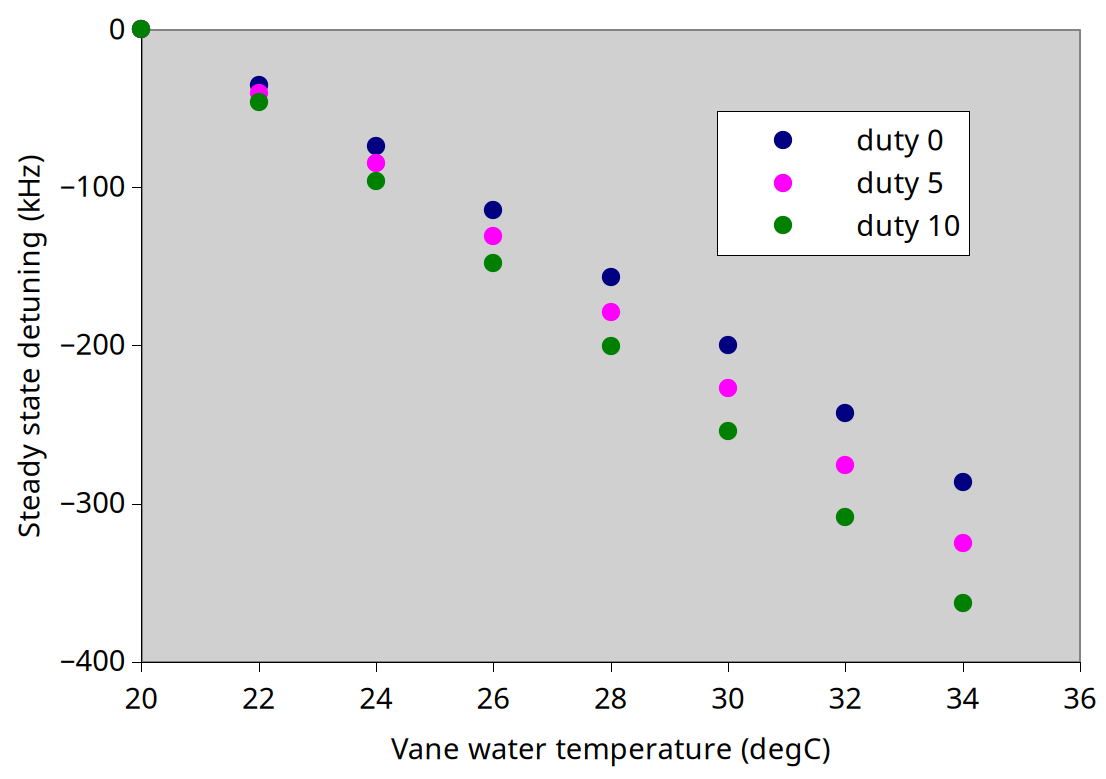 0
−100
−200
−300
−400
Steady state detuning (kHz)
duty 0
duty 5
duty 10
20 22 24 26 28 30 32 34 36
Vane water temperature (degC)